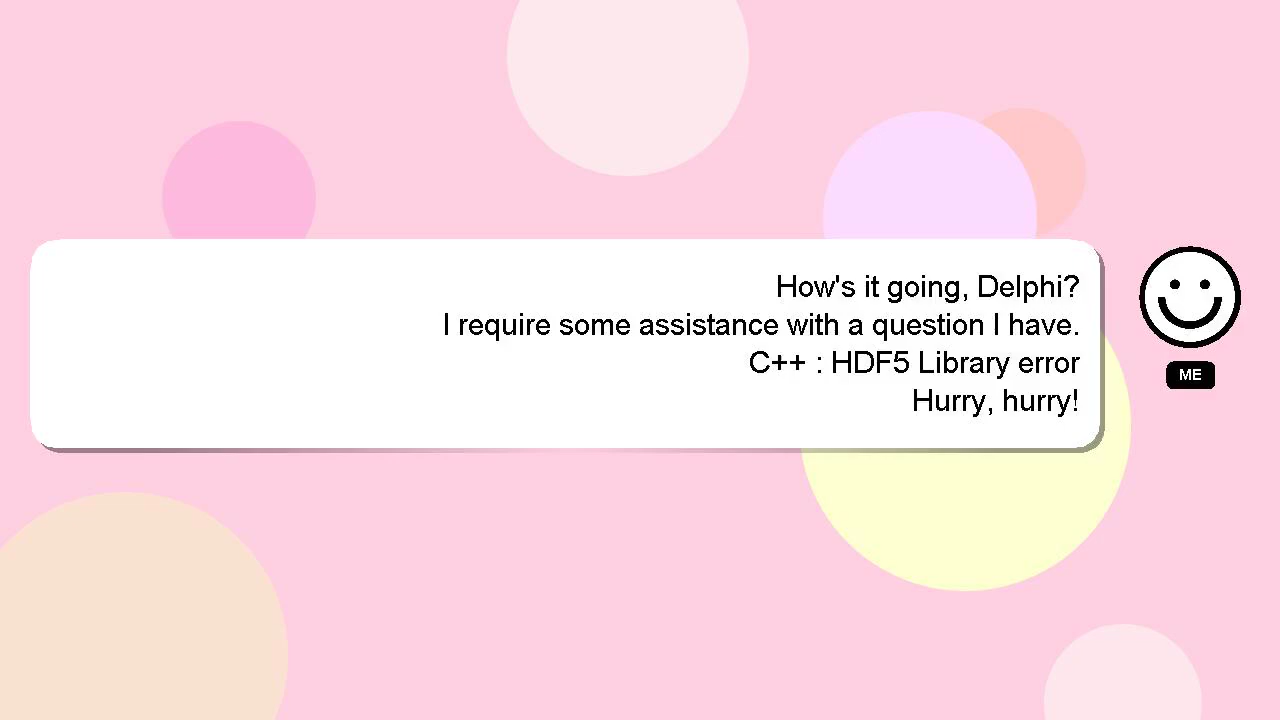 How's it going, Delphi?
I require some assistance with a question I have.
C++ : HDF5 Library error
Hurry, hurry!
ME